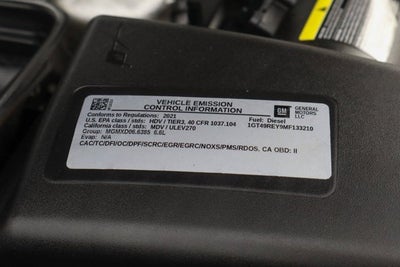 VEHICLE EMISSION
CONTROL INFORMATION
GM
GENERAL
MOTORS
LLC
Conforms to Regulations: 2021
U.S. EPA class / stds: HDV / TIER3, 40 CFR 1037.104
Fuel: Diesel
California class / stds: MDV / ULEV270
1GT49REY9MF133210
Group: MGMXD06.6385 6.6L
Evap: N/A
CAC/TC/DFI/OC/DPF/SCRC/EGR/EGRC/NOXS/PMS/RDQS, CA OBD: II